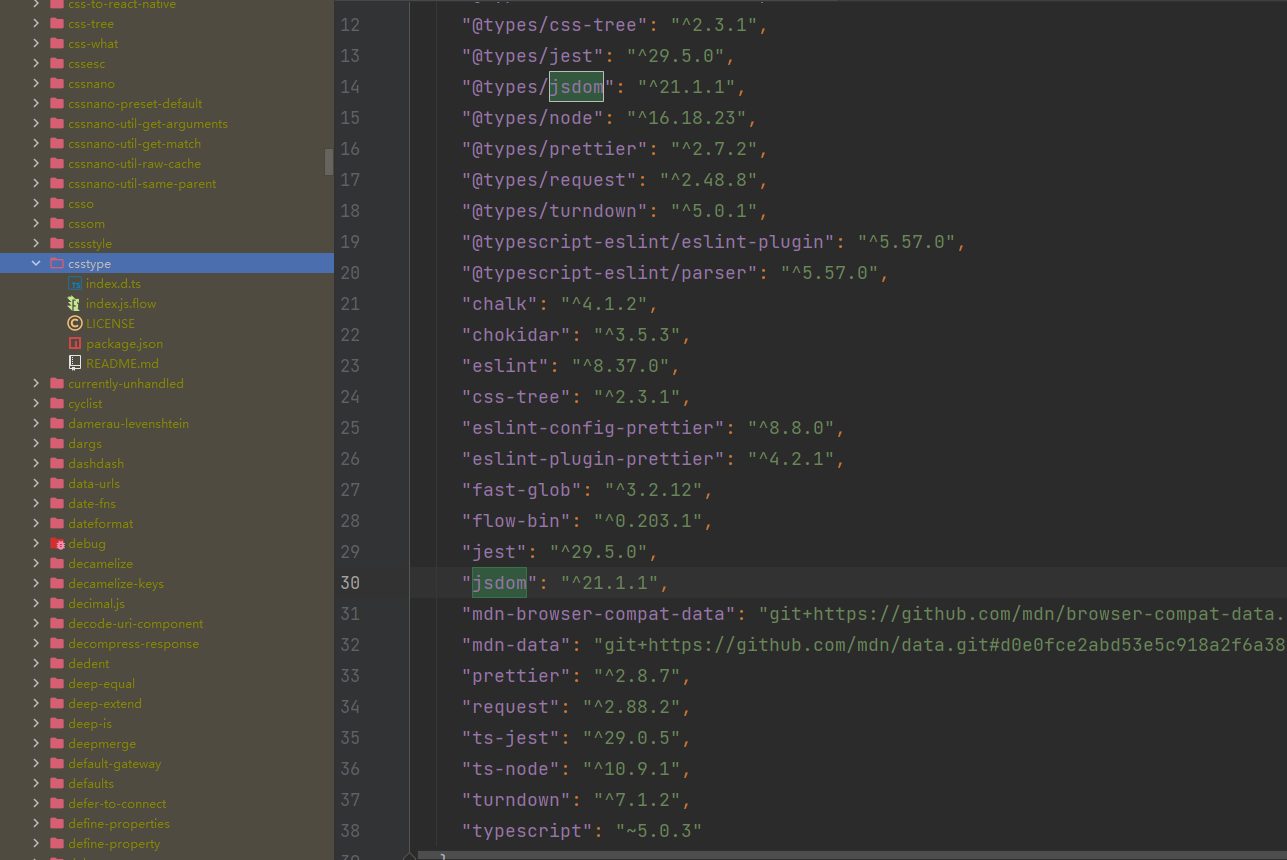 css-to-react-native
css-tree
css-what
cssesc
cssnano
cssnano-preset-default
cssnano-util-get-arguments
cssnano-util-get-match
cssnano-util-raw-cache
cssnano-util-same-parent
csso
cssom
cssstyle
csstype
index.d.ts
index.js.flow
LICENSE
package.json
README.md
currently-unhandled
cyclist
damerau-levenshtein
dargs
dashdash
data-urls
date-fns
dateformat
debug
decamelize
decamelize-keys
decimal.js
decode-uri-component
decompress-response
dedent
deep-equal
deep-extend
deep-is
deepmerge
default-gateway
defaults
defer-to-connect
define-properties
define-property
12 "@types/css-tree": "^2.3.1",
13 "@types/jest": "^29.5.0",
14 "@types/jsdom": "^21.1.1",
15 "@types/node": "^16.18.23",
16 "@types/prettier": "^2.7.2",
17 "@types/request": "^2.48.8",
18 "@types/turndown": "^5.0.1",
19 "@typescript-eslint/eslint-plugin": "^5.57.0",
20 "@typescript-eslint/parser": "^5.57.0",
21 "chalk": "^4.1.2",
22 "chokidar": "^3.5.3",
23 "eslint": "^8.37.0",
24 "css-tree": "^2.3.1",
25 "eslint-config-prettier": "^8.8.0",
26 "eslint-plugin-prettier": "^4.2.1",
27 "fast-glob": "^3.2.12",
28 "flow-bin": "^0.203.1",
29 "jest": "^29.5.0",
30 "jsdom": "^21.1.1",
31 "mdn-browser-compat-data": "git+https://github.com/mdn/browser-compat-data.
32 "mdn-data": "git+https://github.com/mdn/data.git#d0e0fce2abd53e5c918a2f6a38
33 "prettier": "^2.8.7",
34 "request": "^2.88.2",
35 "ts-jest": "^29.0.5",
36 "ts-node": "^10.9.1",
37 "turndown": "^7.1.2",
38 "typescript": "~5.0.3"